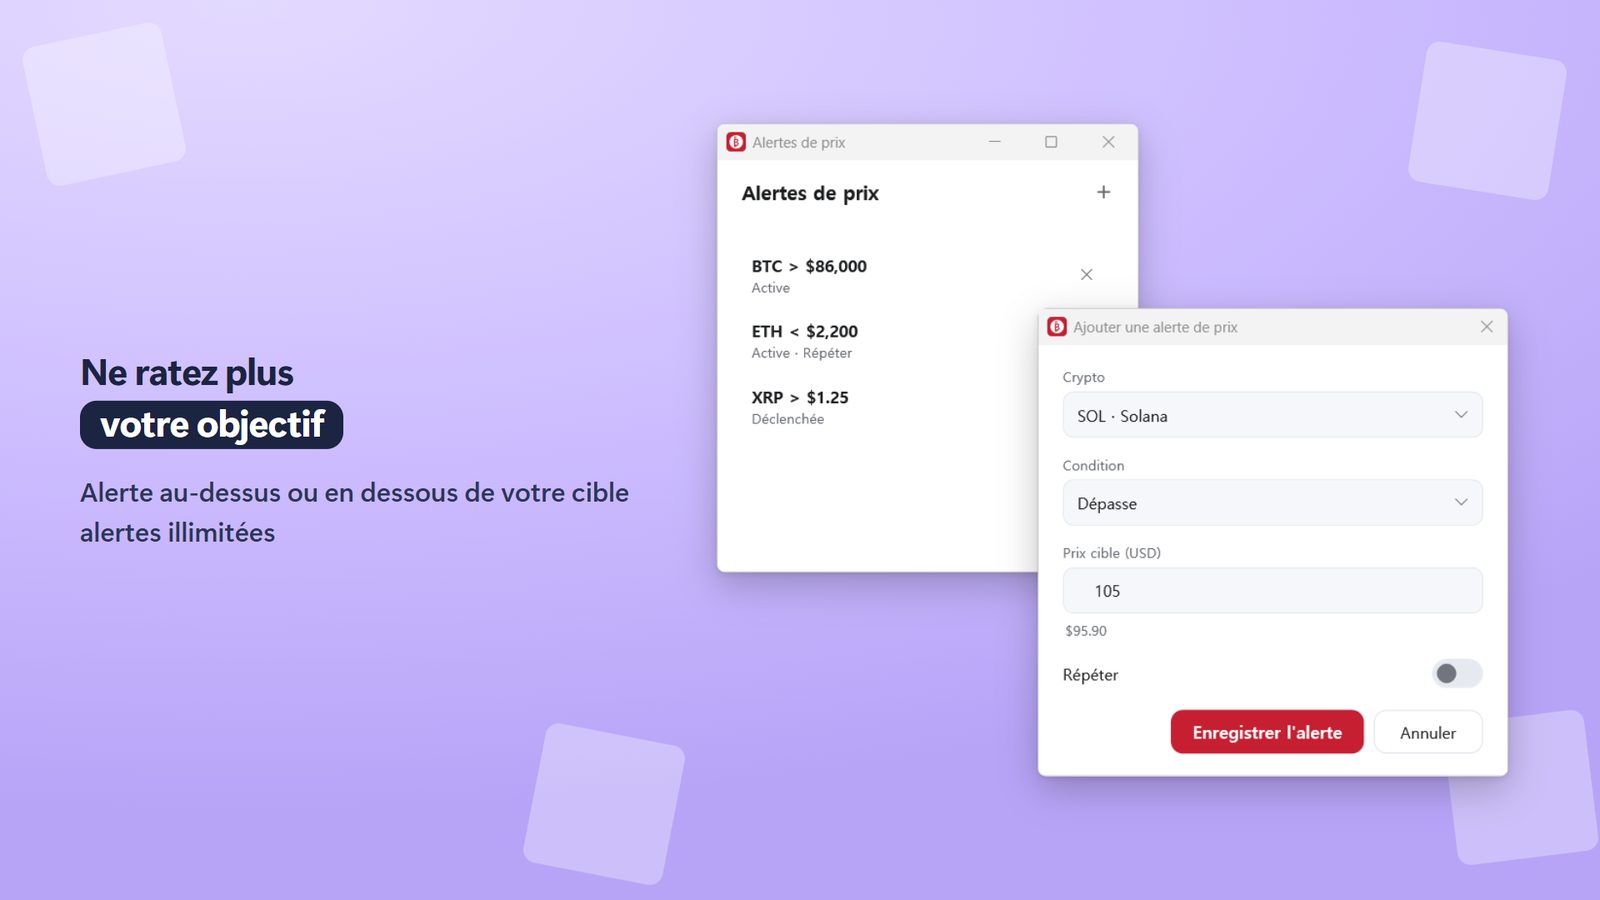 Ne ratez plus
votre objectif
Alerte au-dessus ou en dessous de votre cible
alertes illimitées
Alertes de prix
Alertes de prix
BTC > $86,000
Active
ETH < $2,200
Active · Répéter
XRP > $1.25
Déclenchée
Ajouter une alerte de prix
Crypto
SOL · Solana
Condition
Dépasse
Prix cible (USD)
105
$95.90
Répéter
Enregistrer l'alerte
Annuler